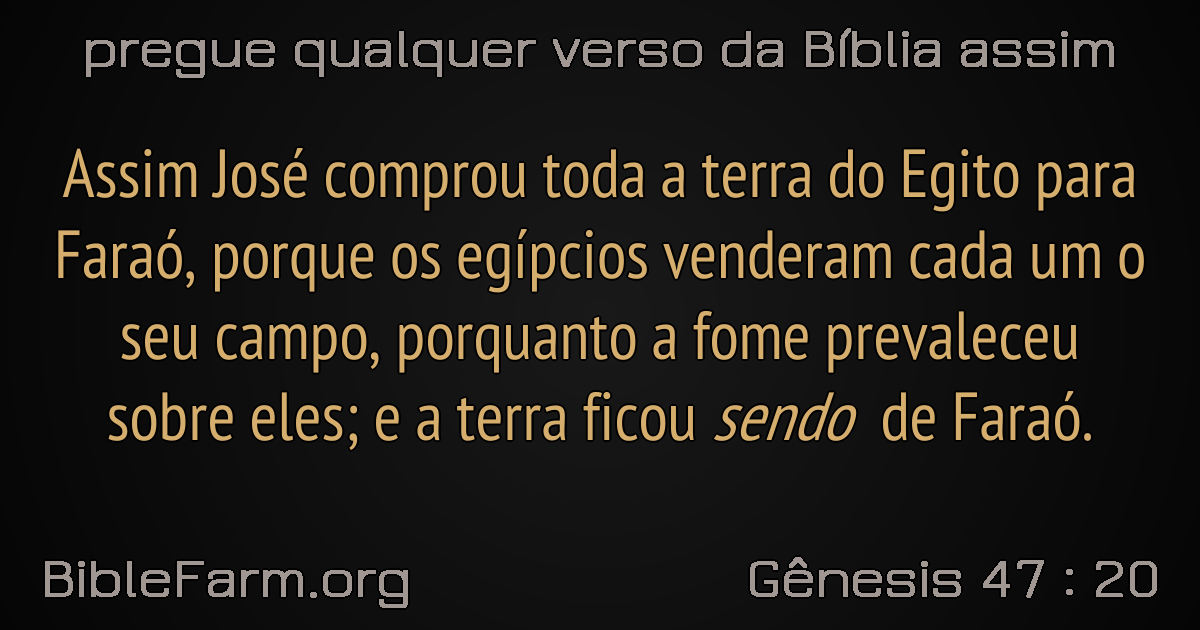 pregue qualquer verso da Bíblia assim
Assim José comprou toda a terra do Egito para
Faraó, porque os egípcios venderam cada um o
seu campo, porquanto a fome prevaleceu
sobre eles; e a terra ficou sendo de Faraó.
BibleFarm.org
Gênesis 47 : 20